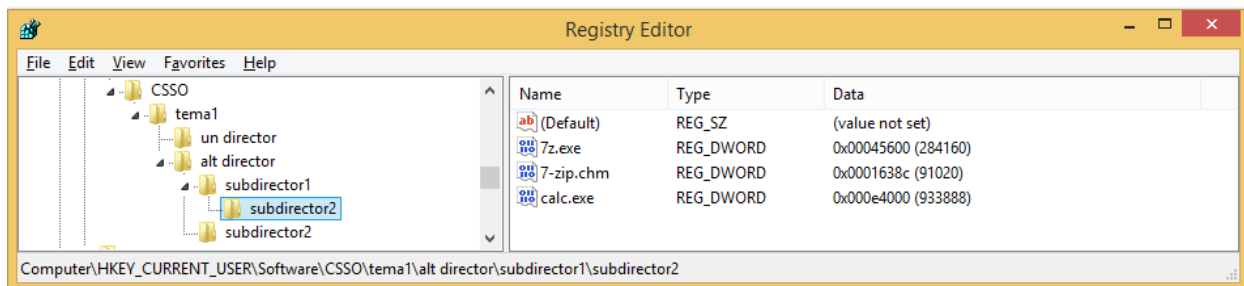 Registry Editor
File Edit View Favorites Help
CSSO
tema1
un director
alt director
subdirector1
subdirector2
subdirector2
Name Type Data
(Default) REG_SZ (value not set)
7z.exe REG_DWORD 0x00045600 (284160)
7-zip.chm REG_DWORD 0x0001638c (91020)
calc.exe REG_DWORD 0x000e4000 (933888)
Computer\HKEY_CURRENT_USER\Software\CSSO\tema1\alt director\subdirector1\subdirector2